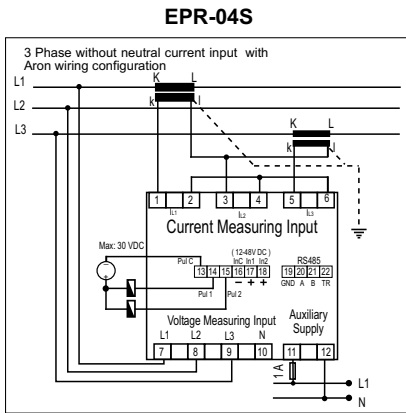 EPR-04S
3 Phase without neutral current input with
Aron wiring configuration
K L
L1
k l
L2
K L
L3
k l
1 2 3 4 5 6
IL1 IL2 IL3
Current Measuring Input
Max: 30 VDC
(12-48V DC)
Pul C InC In1 In2 RS485
13 14 15 16 17 18 19 20 21 22
− + + GND A B TR
Pul 1 Pul 2
Voltage Measuring Input Auxiliary
Supply
L1 L2 L3 N
7 8 9 10 11 12
1 A
L1
N